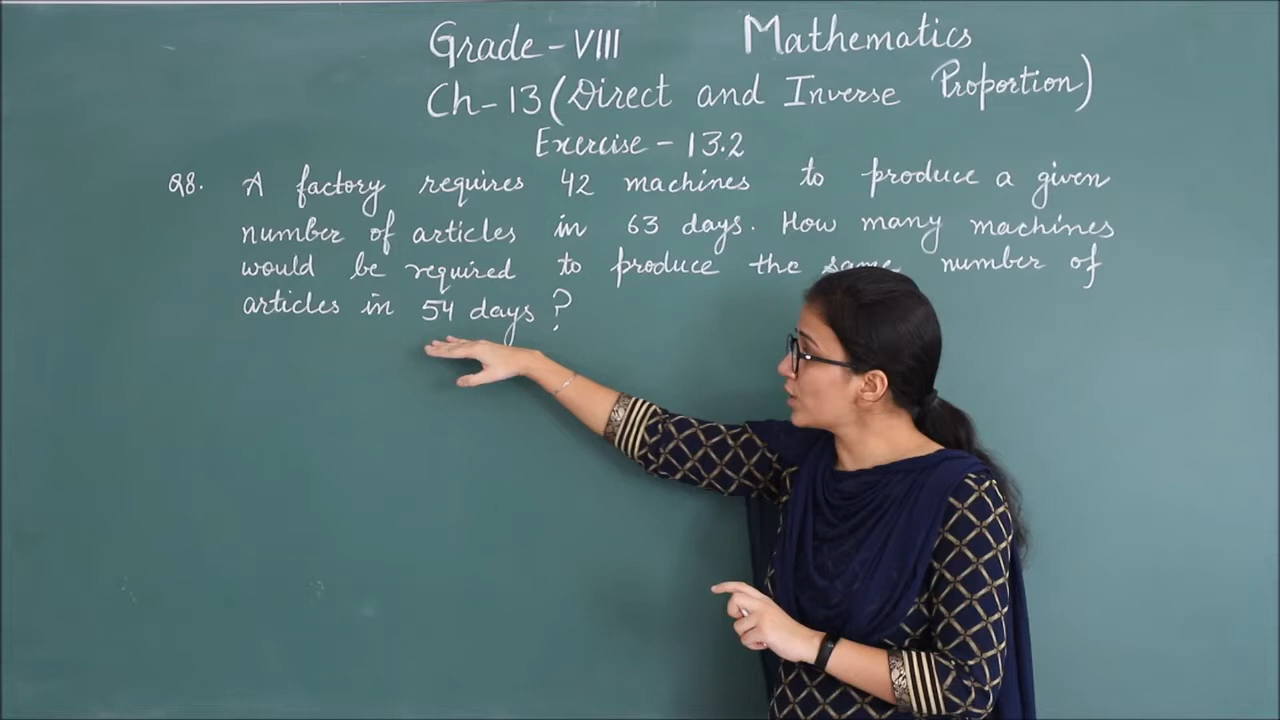 Grade-VIII Mathematics
Ch-13 (Direct and Inverse Proportion)
Exercise - 13.2
Q8. A factory requires 42 machines to produce a given
number of articles in 63 days. How many machines
would be required to produce the same number of
articles in 54 days?